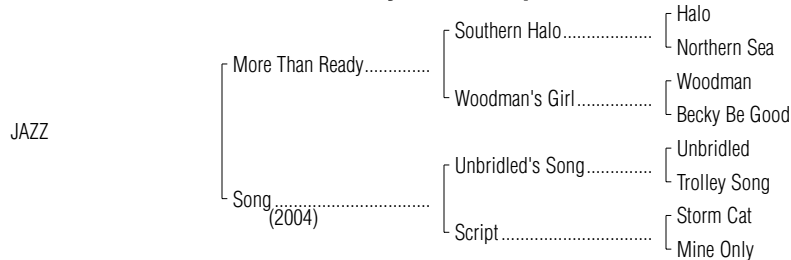 Halo
Southern Halo....................
Northern Sea
More Than Ready..............
Woodman
Woodman's Girl................
Becky Be Good
JAZZ
Unbridled
Unbridled's Song..............
Trolley Song
Song.................................
(2004)
Storm Cat
Script................................
Mine Only